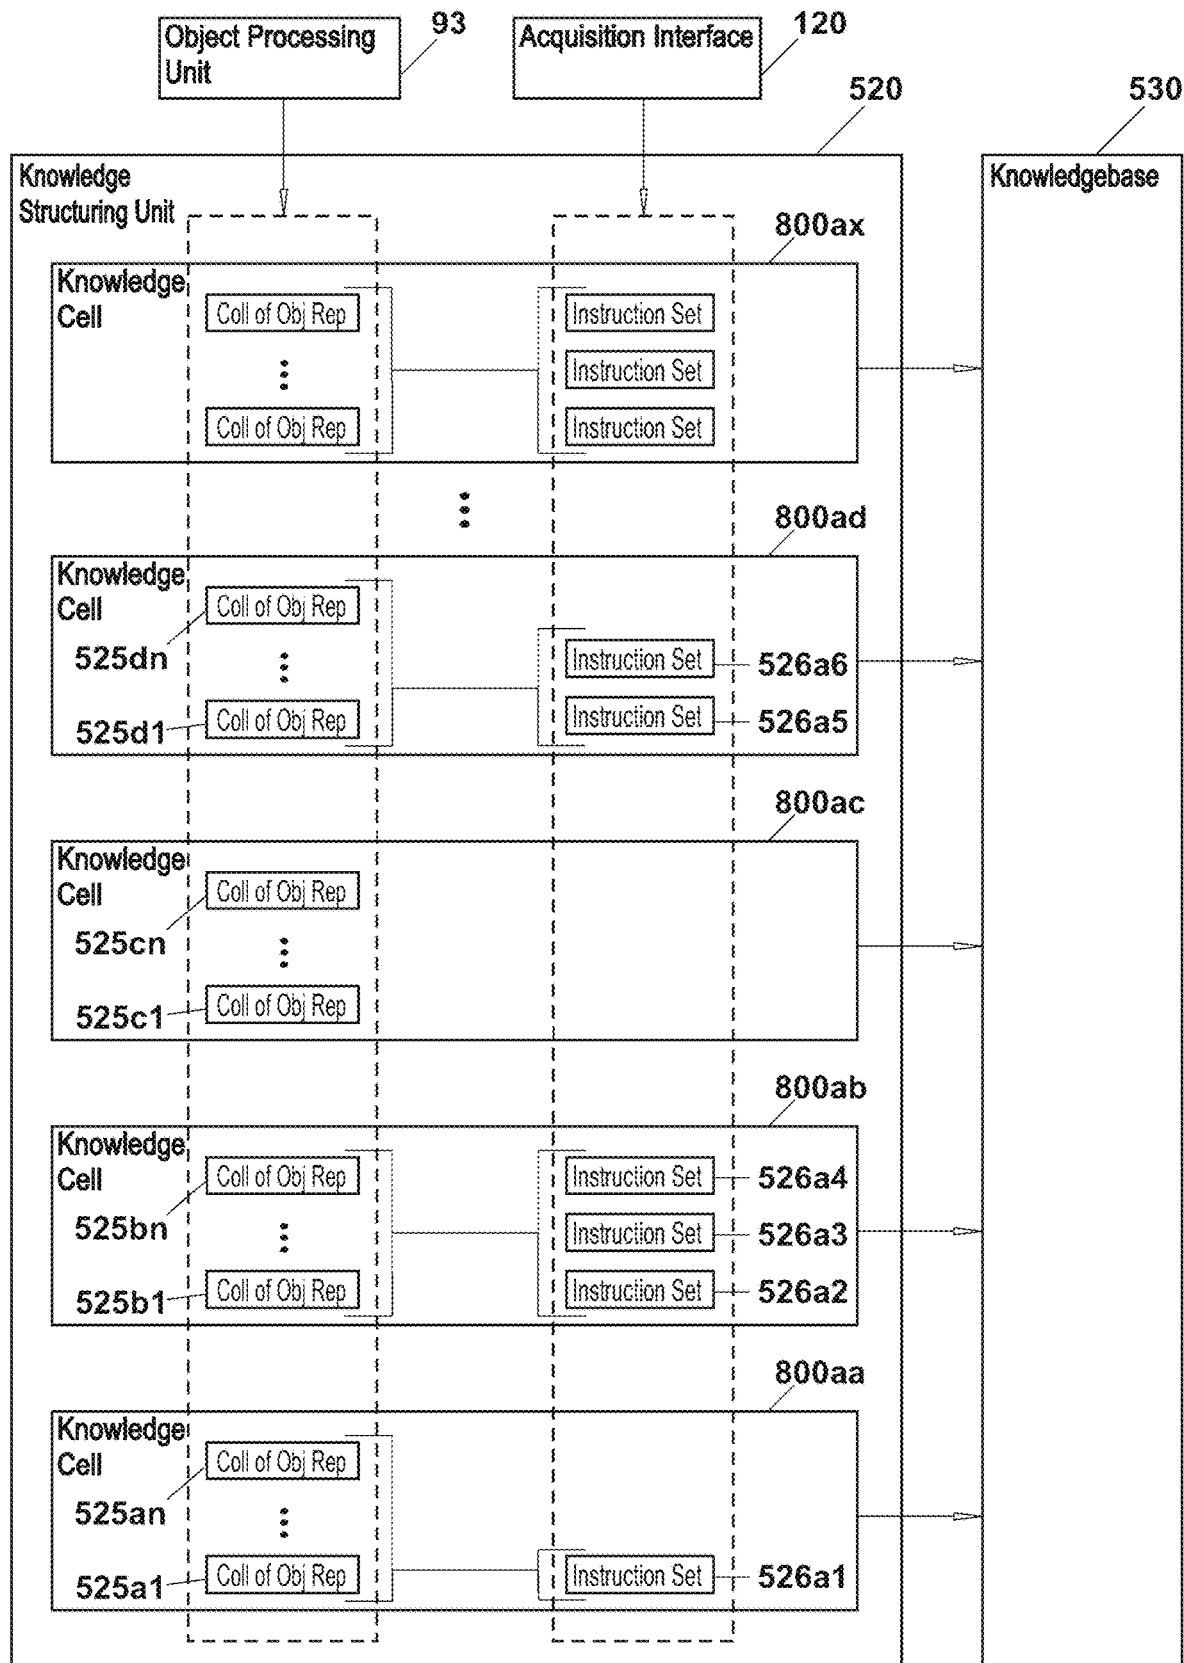 Object Processing
Unit
93
Acquisition Interface
120
520
530
Knowledge
Structuring Unit
Knowledgebase
800ax
Knowledge
Cell
Coll of Obj Rep
Coll of Obj Rep
Instruction Set
Instruction Set
Instruction Set
800ad
Knowledge
Cell
Coll of Obj Rep
525dn
Coll of Obj Rep
525d1
Instruction Set
526a6
Instruction Set
526a5
800ac
Knowledge
Cell
Coll of Obj Rep
525cn
Coll of Obj Rep
525c1
800ab
Knowledge
Cell
Coll of Obj Rep
525bn
Coll of Obj Rep
525b1
Instruction Set
526a4
Instruction Set
526a3
Instruction Set
526a2
800aa
Knowledge
Cell
Coll of Obj Rep
525an
Coll of Obj Rep
525a1
Instruction Set
526a1